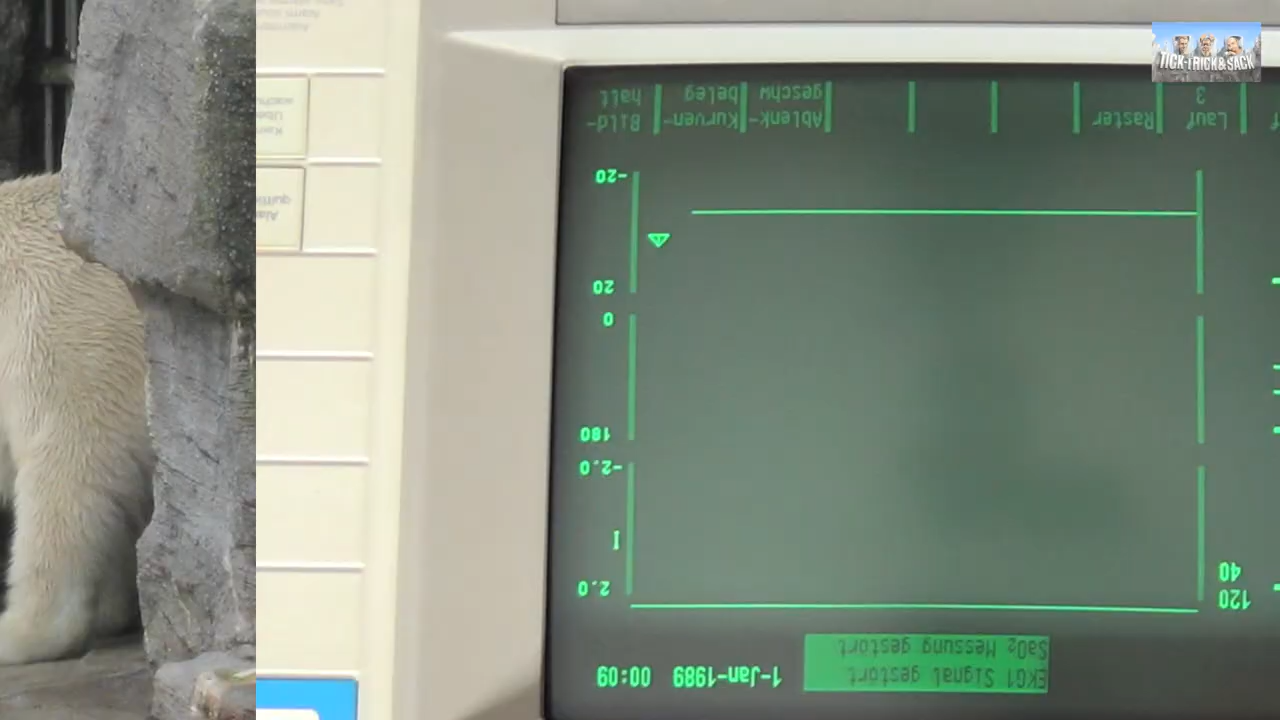 TICK-TRICK & SACK
EKG1 Signal gestört
SaO₂ Messung gestört
1-Jan-1989 00:09
120
40
2.0
I
-2.0
180
0
20
-20
Lauf
3
Raster
Ablenk-
geschw
Kurven-
beleg
Bild-
halt